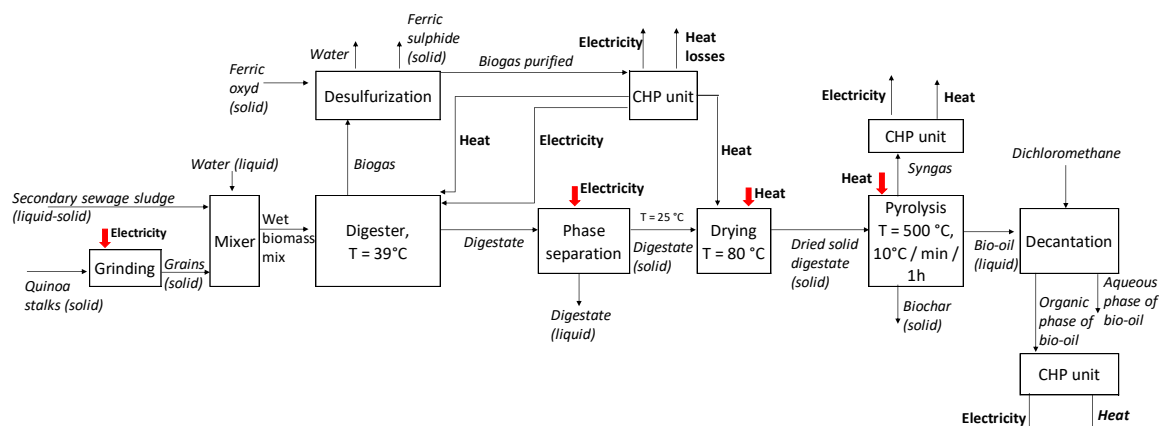 Ferric
sulphide
(solid)
Water
Electricity
Heat
losses
Biogas purified
Ferric
oxyd
(solid)
Desulfurization
CHP unit
Electricity
Heat
CHP unit
Heat
Electricity
Heat
Biogas
Syngas
Dichloromethane
Water (liquid)
Secondary sewage sludge
(liquid-solid)
Electricity
Grinding
Grains
(solid)
Quinoa
stalks (solid)
Mixer
Wet
biomass
mix
Digester,
T = 39°C
Digestate
Electricity
Phase
separation
Digestate
(liquid)
T = 25 °C
Digestate
(solid)
Heat
Drying
T = 80 °C
Dried solid
digestate
(solid)
Heat
Pyrolysis
T = 500 °C,
10°C / min /
1h
Biochar
(solid)
Bio-oil
(liquid)
Decantation
Organic
phase of
bio-oil
Aqueous
phase of
bio-oil
CHP unit
Electricity
Heat